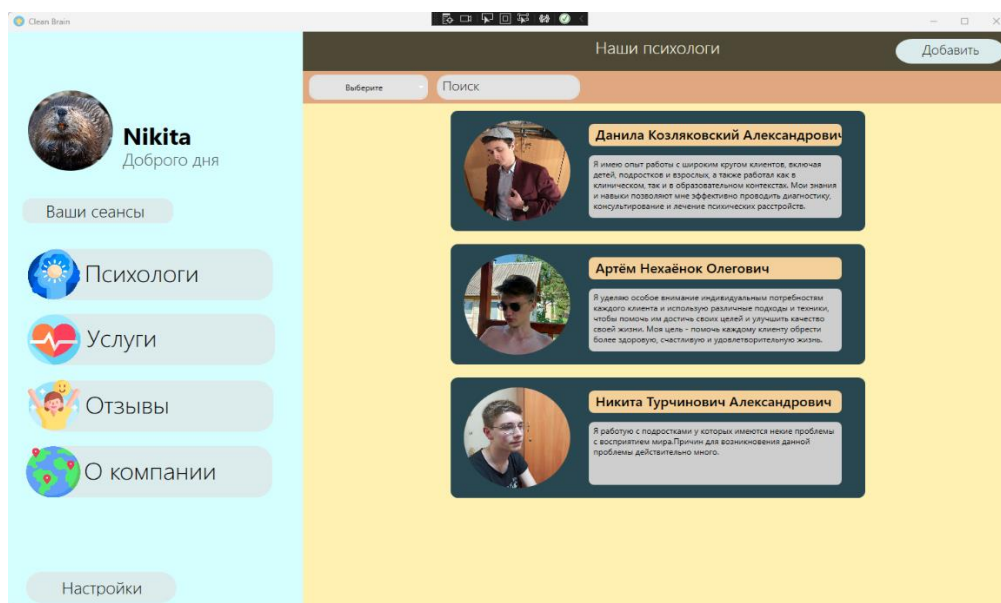 Clean Brain
Наши психологи
Добавить
Выберите
Поиск
Nikita
Доброго дня
Ваши сеансы
Психологи
Услуги
Отзывы
О компании
Настройки
Данила Козляковский Александрович
Я имею опыт работы с широким кругом клиентов, включая
детей, подростков и взрослых, а также работал как в
клиническом, так и в образовательном контекстах. Мои знания
и навыки позволяют мне эффективно проводить диагностику,
консультирование и лечение психических расстройств.
Артём Нехаёнок Олегович
Я уделяю особое внимание индивидуальным потребностям
каждого клиента и использую различные подходы и техники,
чтобы помочь им достичь своих целей и улучшить качество
своей жизни. Моя цель - помочь каждому клиенту обрести
более здоровую, счастливую и удовлетворительную жизнь.
Никита Турчинович Александрович
Я работую с подростками у которых имеются некие проблемы
с восприятием мира.Причин для возникновения данной
проблемы действительно много.